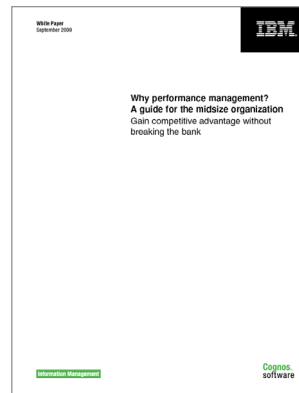 White Paper
September 2009
IBM
Why performance management?
A guide for the midsize organization
Gain competitive advantage without
breaking the bank
Information Management
Cognos.
software